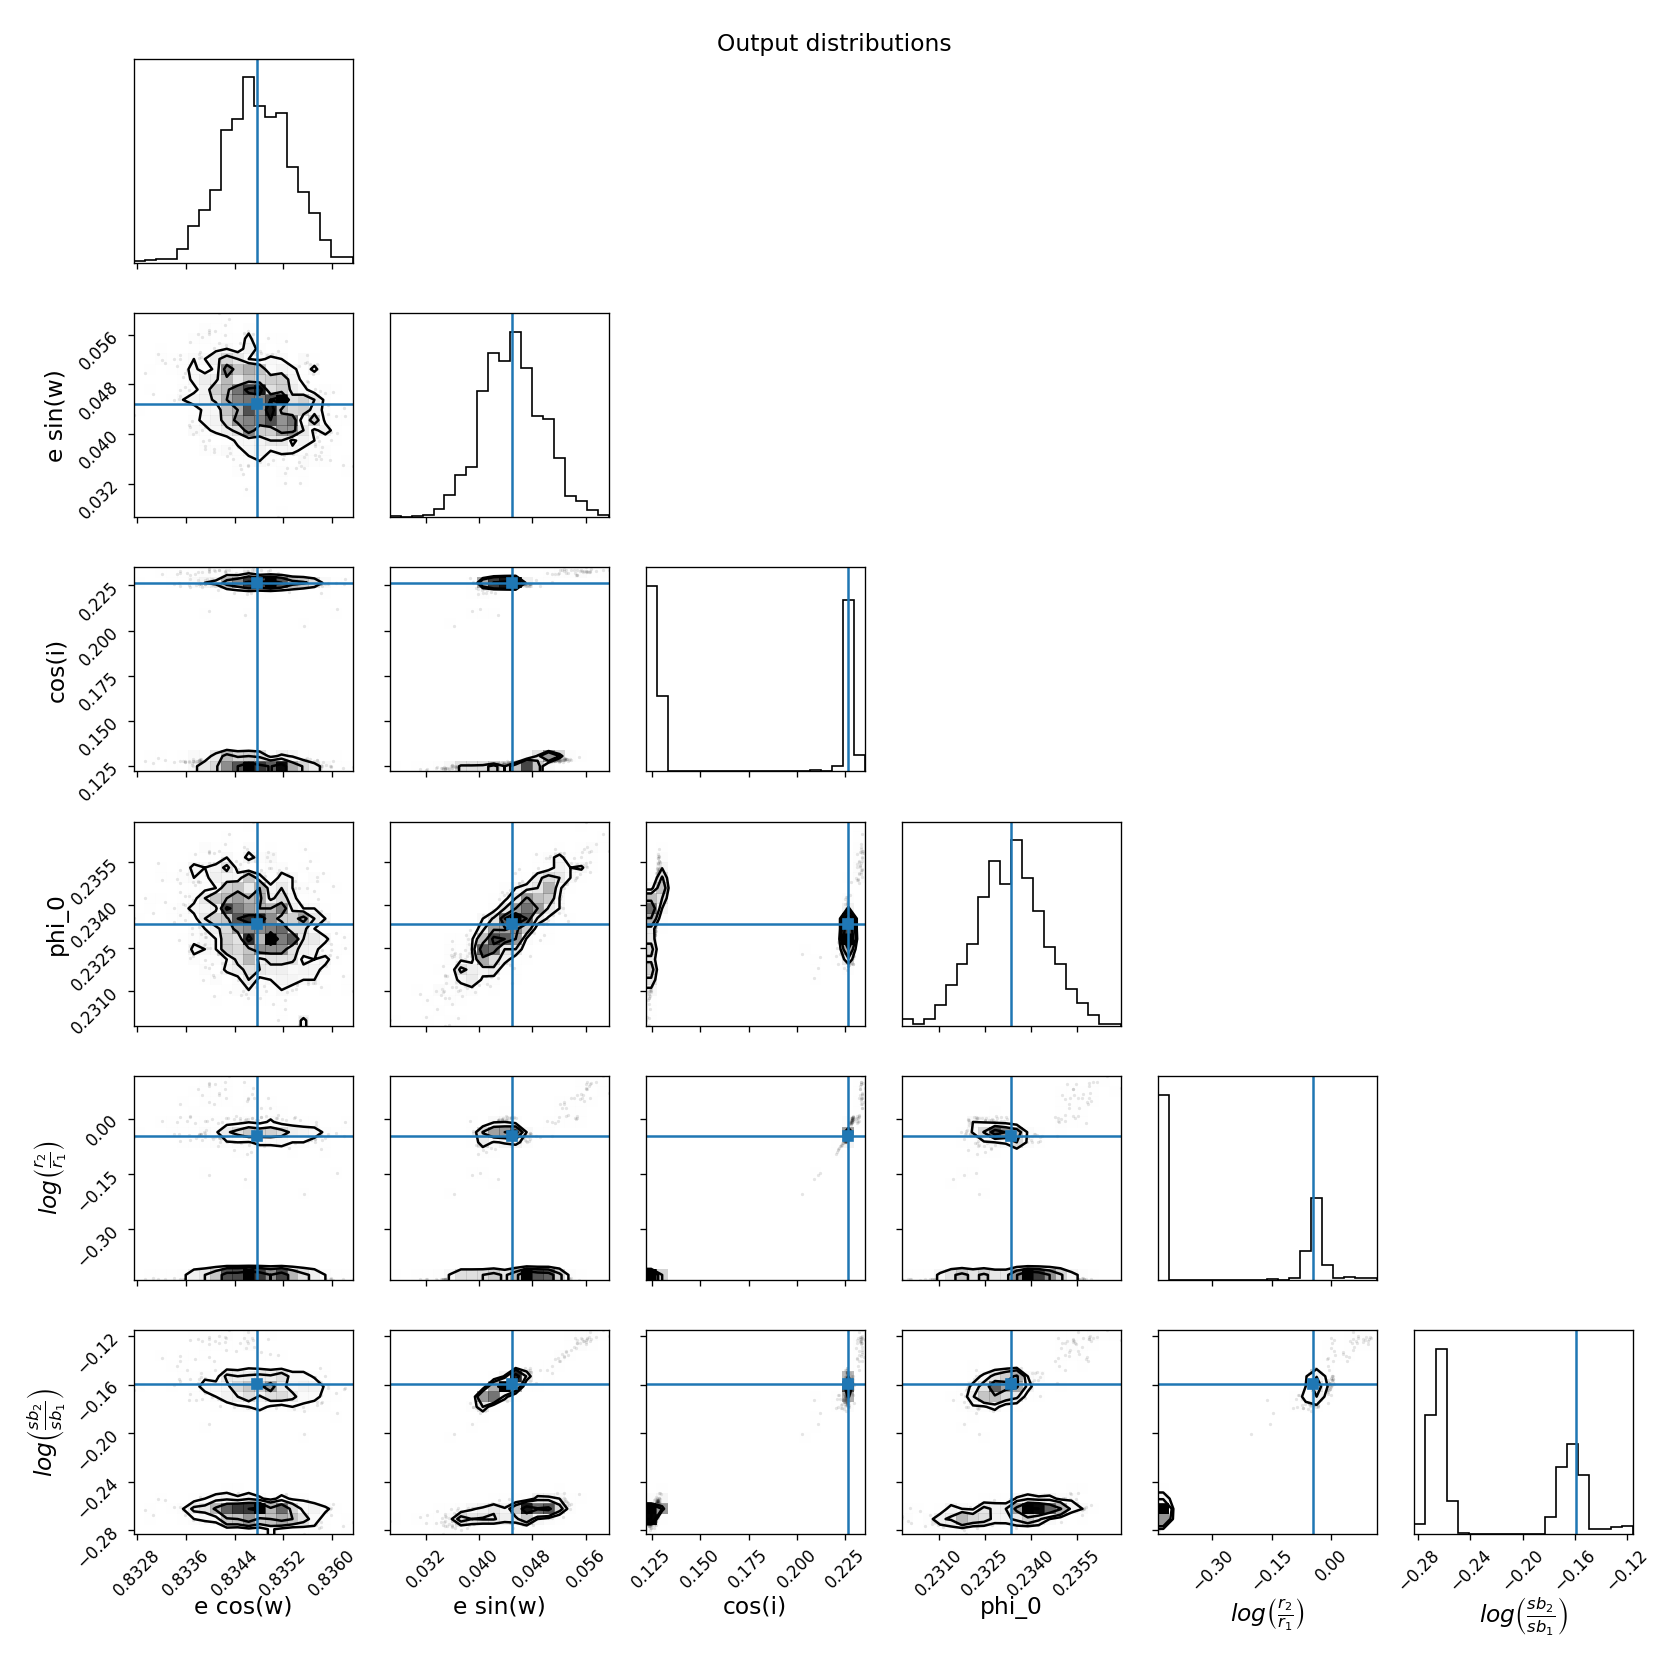 Output distributions
e sin(w)
0.056
0.048
0.040
0.032
cos(i)
0.225
0.200
0.175
0.150
0.125
phi_0
0.2355
0.2340
0.2325
0.2310
log(r2/r1)
0.00
−0.15
−0.30
log(sb2/sb1)
−0.12
−0.16
−0.20
−0.24
−0.28
0.8328 0.8336 0.8344 0.8352 0.8360
0.032 0.040 0.048 0.056
0.125 0.150 0.175 0.200 0.225
0.2310 0.2325 0.2340 0.2355
−0.30 −0.15 0.00
−0.28 −0.24 −0.20 −0.16 −0.12
e cos(w)
e sin(w)
cos(i)
phi_0
log(r2/r1)
log(sb2/sb1)